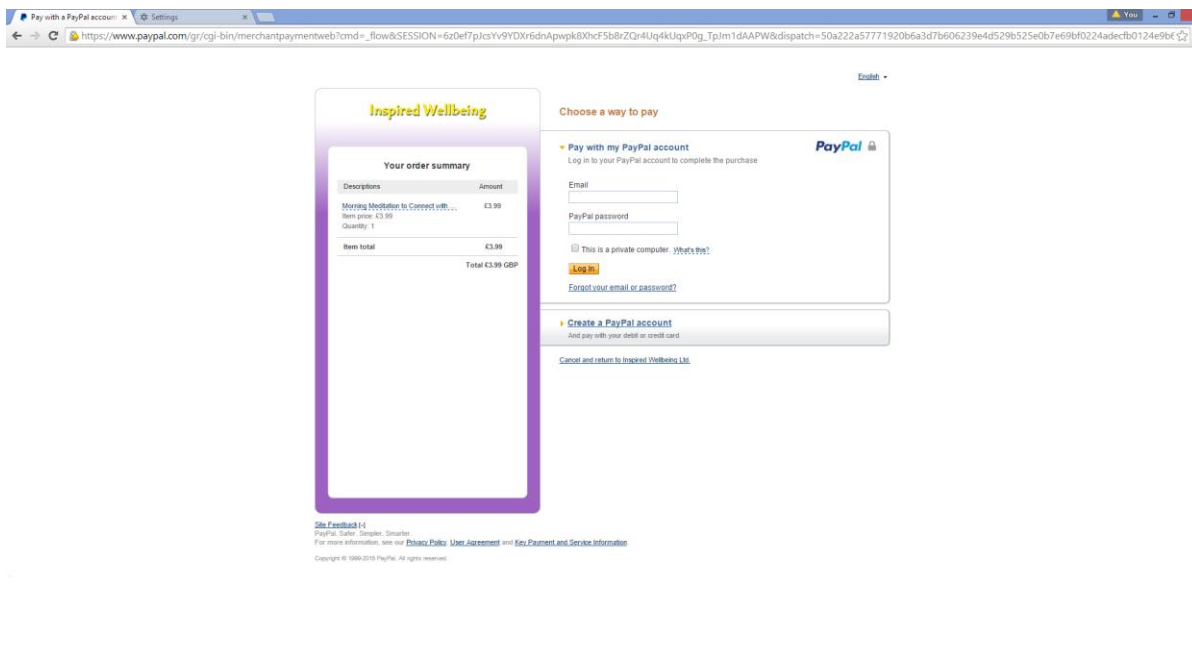 Pay with a PayPal accoun
Settings
You
https://www.paypal.com/gr/cgi-bin/merchantpaymentweb?cmd=_flow&SESSION=
English
Inspired Wellbeing
Choose a way to pay
Your order summary
Descriptions Amount
Morning Meditation to Connect with ... £3.99
Item price: £3.99
Quantity: 1
Item total £3.99
Total £3.99 GBP
Pay with my PayPal account
PayPal
Log in to your PayPal account to complete the purchase
Email
PayPal password
This is a private computer. What's this?
Log In
Forgot your email or password?
Create a PayPal account
And pay with your debit or credit card
Cancel and return to Inspired Wellbeing Ltd.
Site Feedback [-]
PayPal. Safer. Simpler. Smarter.
For more information, see our Privacy Policy, User Agreement and Key Payment and Service Information.
Copyright © 1999-2015 PayPal. All rights reserved.